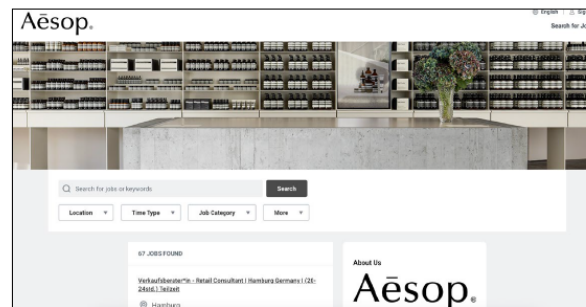 English
Aēsop.
Search for Jo
Search for jobs or keywords
Search
Location
Time Type
Job Category
More
67 JOBS FOUND
Verkaufsberater*in - Retail Consultant | Hamburg Germany | (20-
24std.) Teilzeit
Hamburg
About Us
Aēsop.